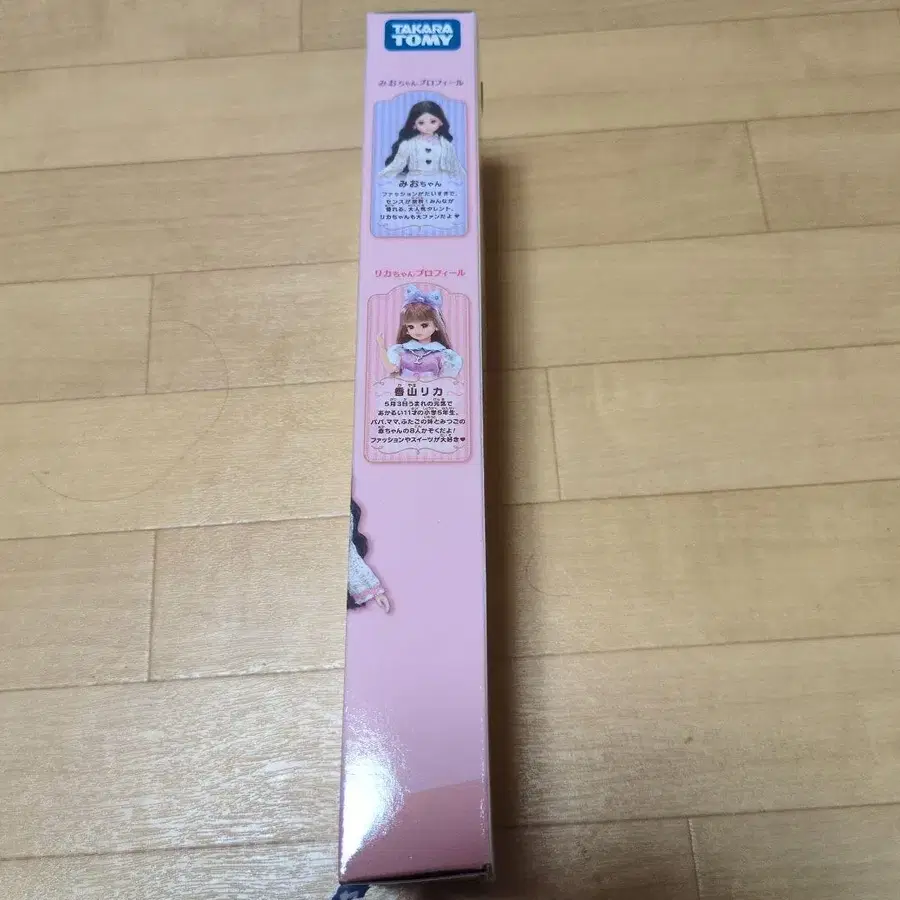 TAKARA
TOMY
みおちゃんプロフィール
みおちゃん
ファッションがだいすきで、
センスが抜群！みんなが
憧れる、大人気タレント。
リカちゃんも大ファンだよ♥
リカちゃんプロフィール
香山リカ
5月3日うまれの元気で
あかるい11才の小学5年生。
パパ、ママ、ふたごの妹とみつごの
赤ちゃんの8人かぞくだよ！
ファッションやスイーツが大好き♥